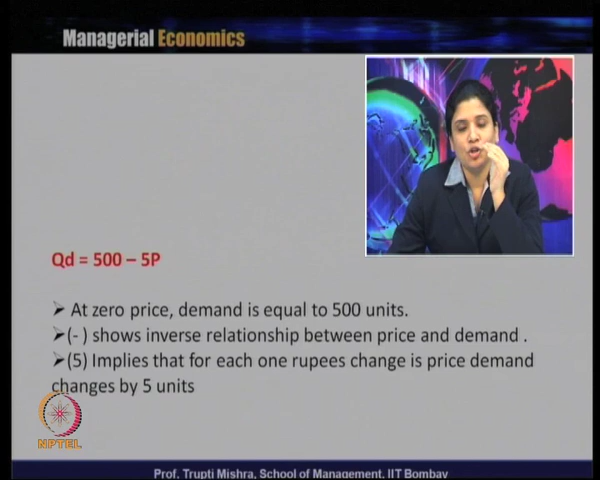 Managerial Economics
Qd = 500 – 5P
➤ At zero price, demand is equal to 500 units.
➤(- ) shows inverse relationship between price and demand .
➤(5) Implies that for each one rupees change is price demand
changes by 5 units
NPTEL
Prof. Trupti Mishra, School of Management, IIT Bombay